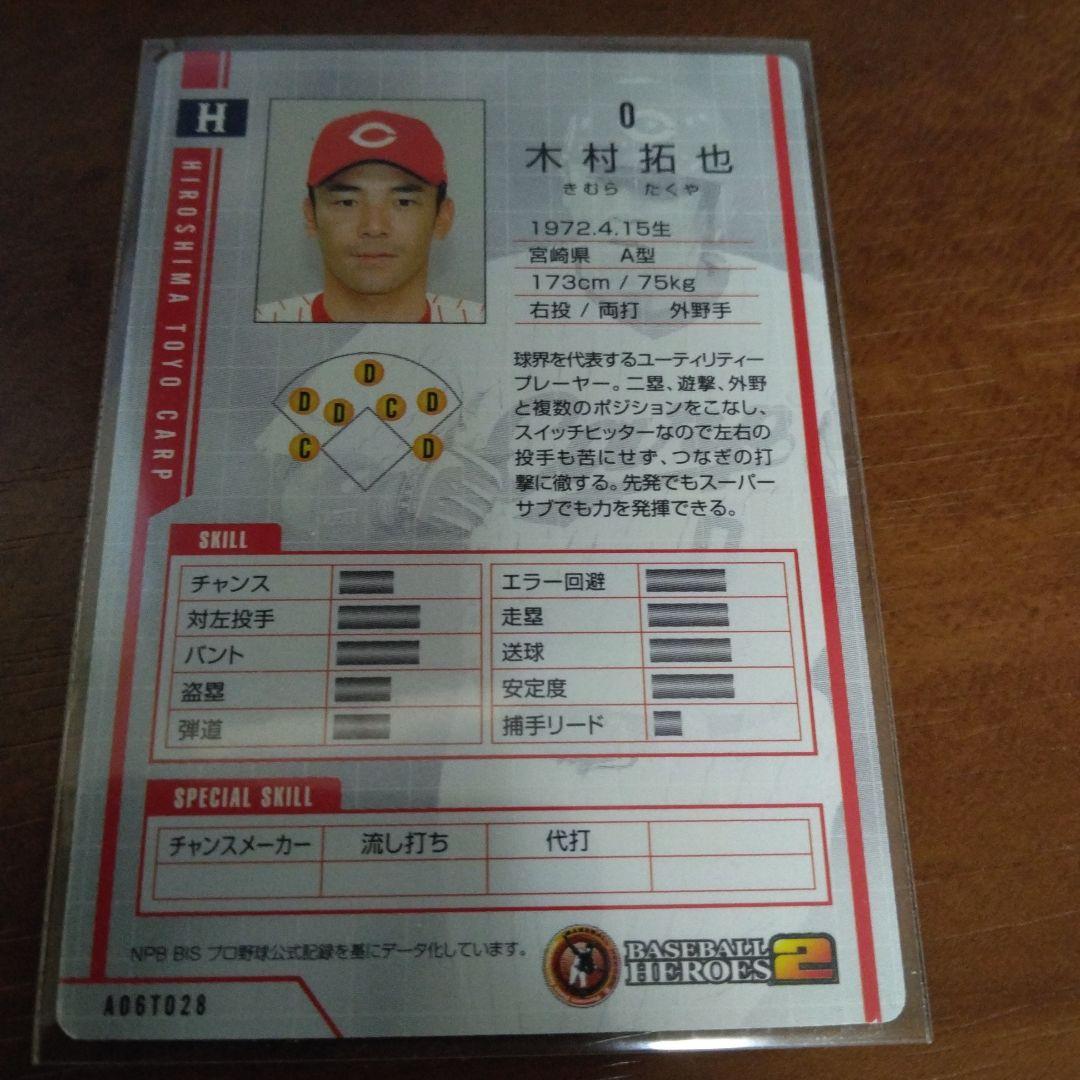 H
HIROSHIMA TOYO CARP
0
木村拓也
きむら たくや
1972.4.15生
宮崎県 A型
173cm / 75kg
右投 / 両打 外野手
D
D D C D
C D
球界を代表するユーティリティー
プレーヤー。二塁、遊撃、外野
と複数のポジションをこなし、
スイッチヒッターなので左右の
投手も苦にせず、つなぎの打
撃に徹する。先発でもスーパー
サブでも力を発揮できる。
SKILL
チャンス エラー回避
対左投手 走塁
バント 送球
盗塁 安定度
弾道 捕手リード
SPECIAL SKILL
チャンスメーカー 流し打ち 代打
NPB BIS プロ野球公式記録を基にデータ化しています。
BASEBALL
HEROES 2
A06T028